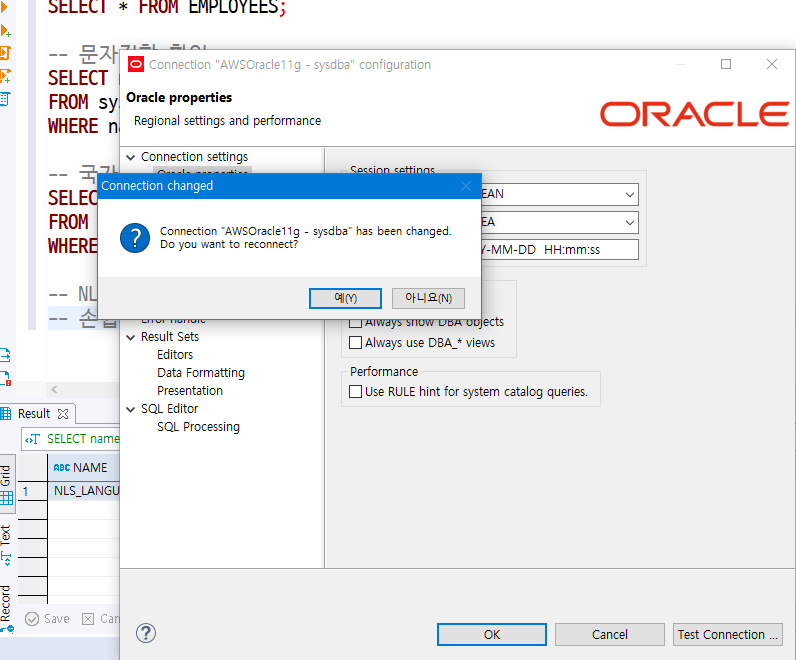 SELECT * FROM EMPLOYEES;
-- 문자집합 확인
SELECT
FROM sy
WHERE
-- 국가
SELEC
FROM
WHERE
-- NL
-- 손
Connection "AWSOracle11g - sysdba" configuration
Oracle properties
Regional settings and performance
ORACLE
Connection settings
Oracle properties
Session settings
EAN
EA
Y-MM-DD HH:mm:ss
Connection changed
Connection "AWSOracle11g - sysdba" has been changed.
Do you want to reconnect?
예(Y)
아니요(N)
Error handle
Result Sets
Editors
Data Formatting
Presentation
SQL Editor
SQL Processing
Always show DBA objects
Always use DBA_* views
Performance
Use RULE hint for system catalog queries.
Result
SELECT name
Grid
Text
Record
ABC NAME
1
NLS_LANGU
Save
Can
OK
Cancel
Test Connection ...